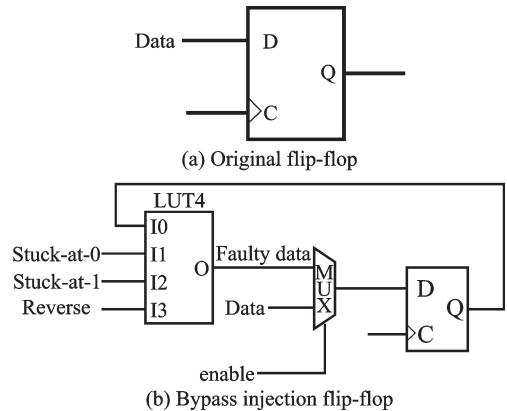 Data
D
Q
C
(a) Original flip-flop
LUT4
I0
Stuck-at-0
I1
Stuck-at-1
I2
Reverse
I3
O
Faulty data
MUX
Data
D
Q
C
enable
(b) Bypass injection flip-flop